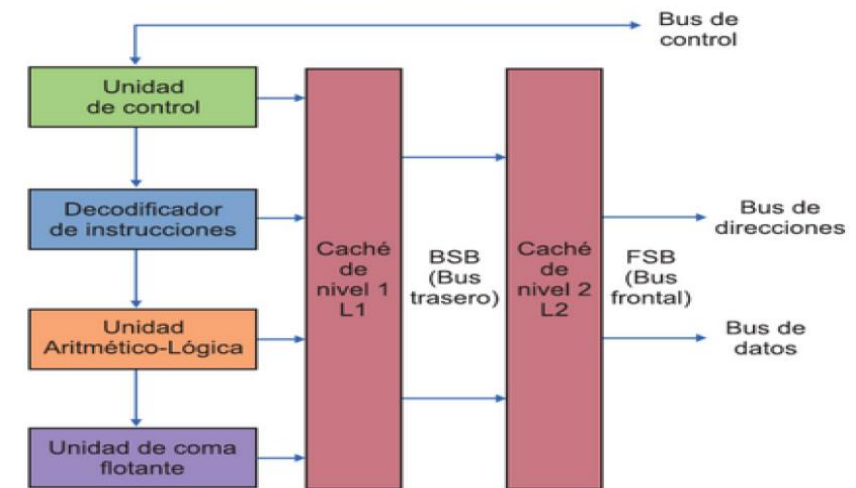 Bus de
control
Unidad
de control
Decodificador
de instrucciones
Unidad
Aritmético-Lógica
Unidad de coma
flotante
Caché
de
nivel 1
L1
BSB
(Bus
trasero)
Caché
de
nivel 2
L2
FSB
(Bus
frontal)
Bus de
direcciones
Bus de
datos